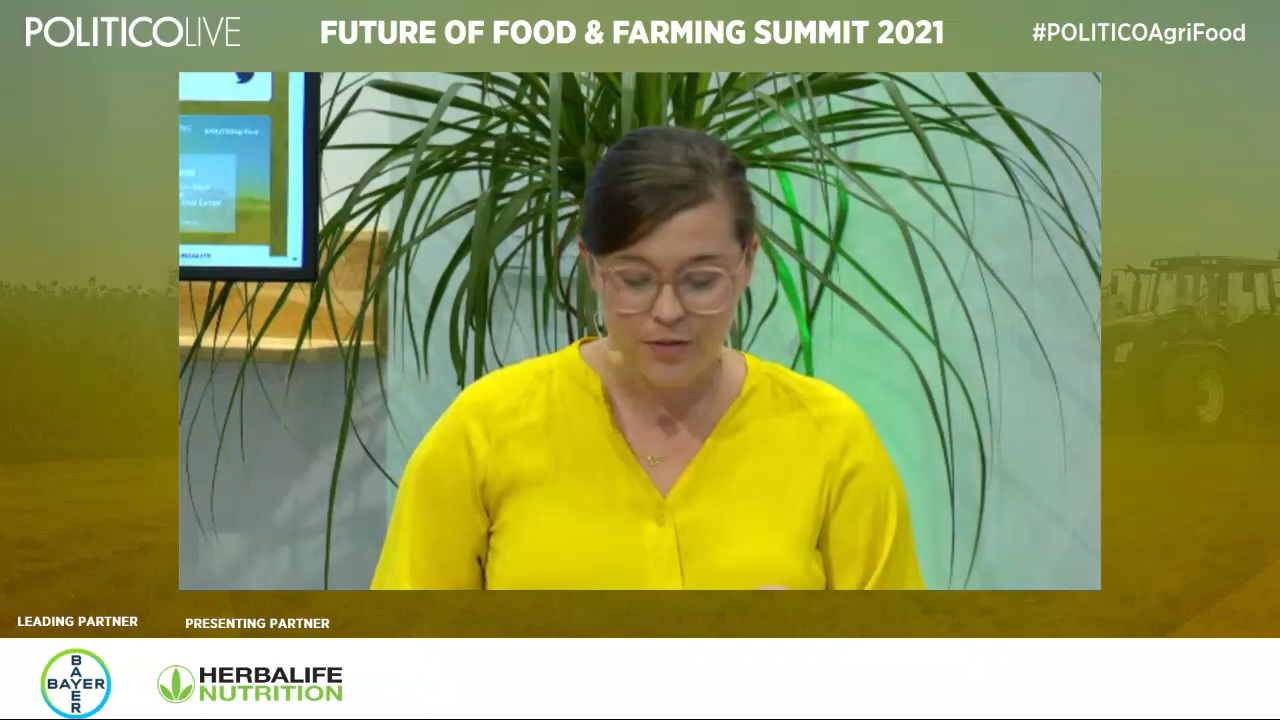 POLITICOLIVE
FUTURE OF FOOD & FARMING SUMMIT 2021
#POLITICOAgriFood
LEADING PARTNER
PRESENTING PARTNER
BAYER
BAYER
HERBALIFE
NUTRITION